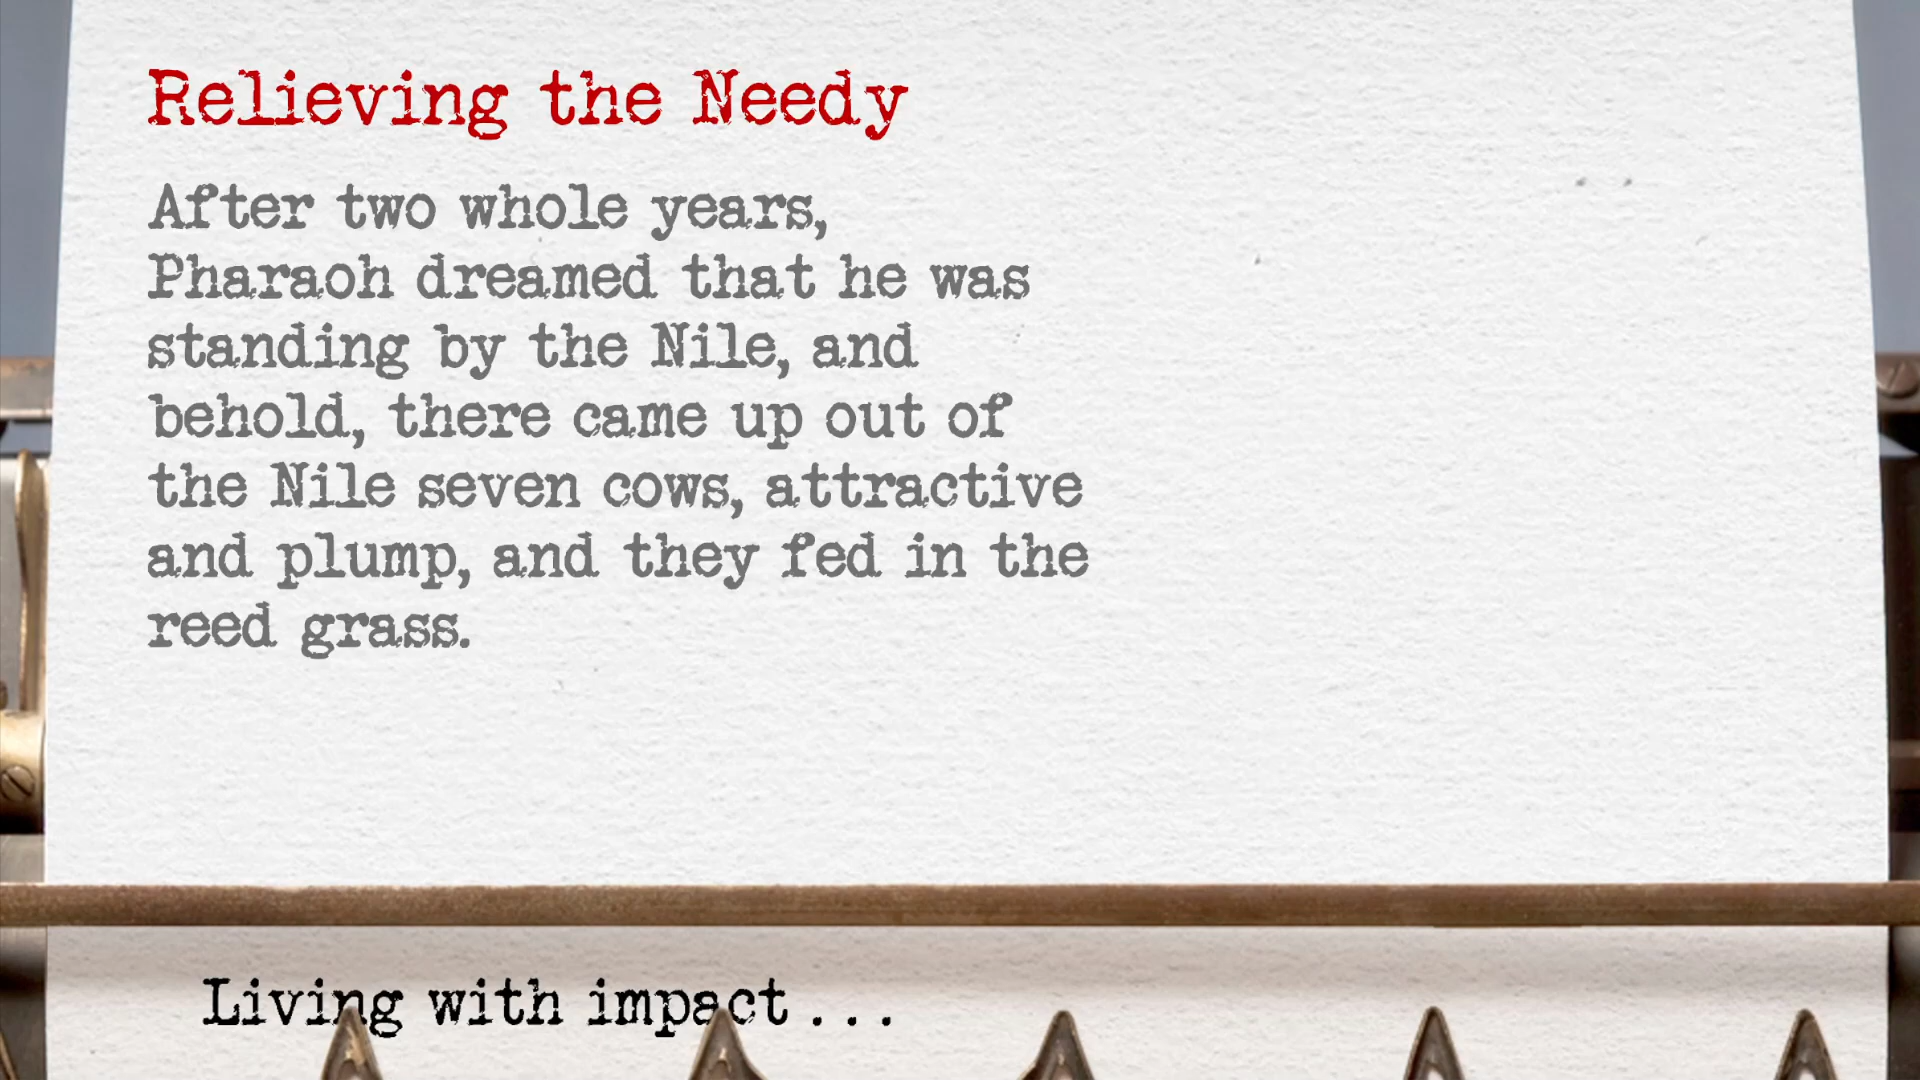 Relieving the Needy
After two whole years,
Pharaoh dreamed that he was
standing by the Nile, and
behold, there came up out of
the Nile seven cows, attractive
and plump, and they fed in the
reed grass.
Living with impact . . .